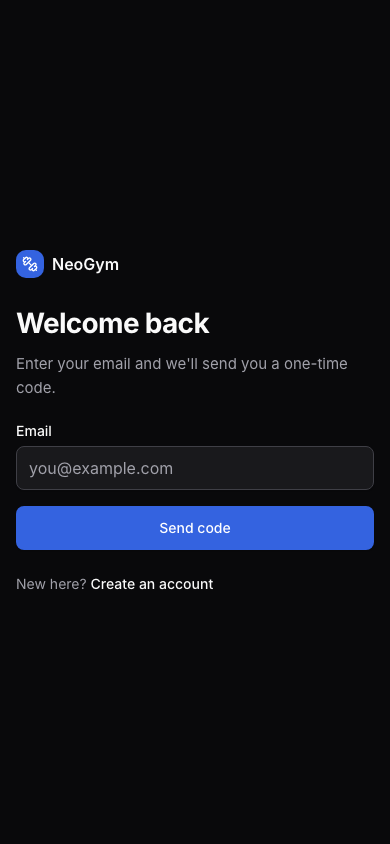 NeoGym
Welcome back
Enter your email and we'll send you a one-time
code.
Email
you@example.com
Send code
New here? Create an account